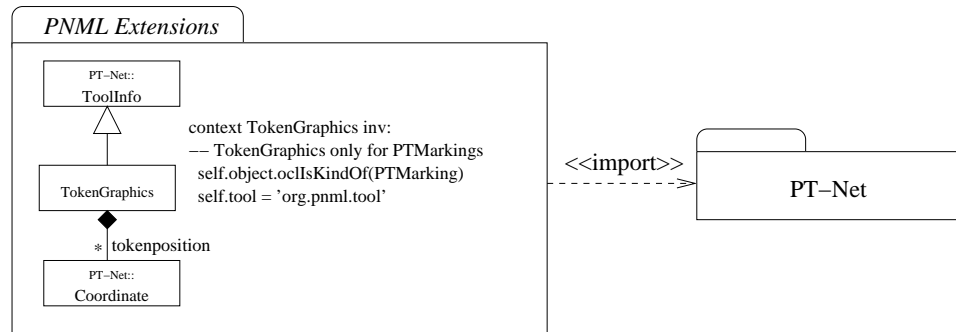 PNML Extensions
PT−Net::
ToolInfo
context TokenGraphics inv:
−− TokenGraphics only for PTMarkings
self.object.oclIsKindOf(PTMarking)
self.tool = ’org.pnml.tool’
TokenGraphics
* tokenposition
PT−Net::
Coordinate
<<import>>
PT−Net